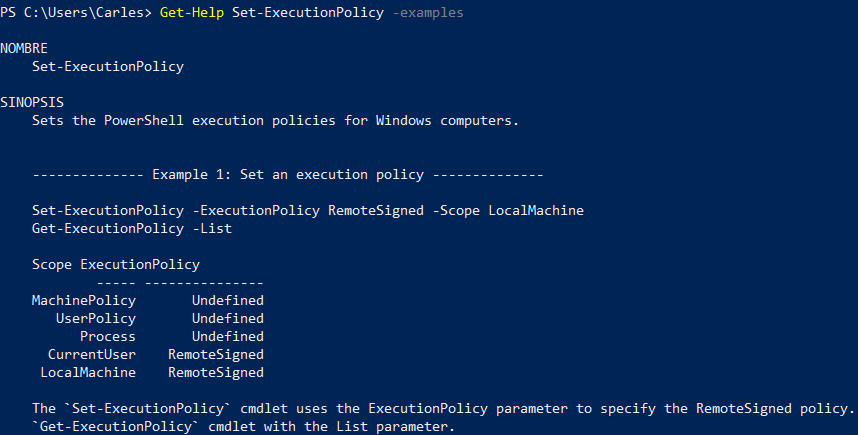 PS C:\Users\Carles> Get-Help Set-ExecutionPolicy -examples
NOMBRE
Set-ExecutionPolicy
SINOPSIS
Sets the PowerShell execution policies for Windows computers.
-------------- Example 1: Set an execution policy --------------
Set-ExecutionPolicy -ExecutionPolicy RemoteSigned -Scope LocalMachine
Get-ExecutionPolicy -List
Scope ExecutionPolicy
----- ---------------
MachinePolicy       Undefined
UserPolicy       Undefined
Process       Undefined
CurrentUser    RemoteSigned
LocalMachine    RemoteSigned
The `Set-ExecutionPolicy` cmdlet uses the ExecutionPolicy parameter to specify the RemoteSigned policy.
`Get-ExecutionPolicy` cmdlet with the List parameter.